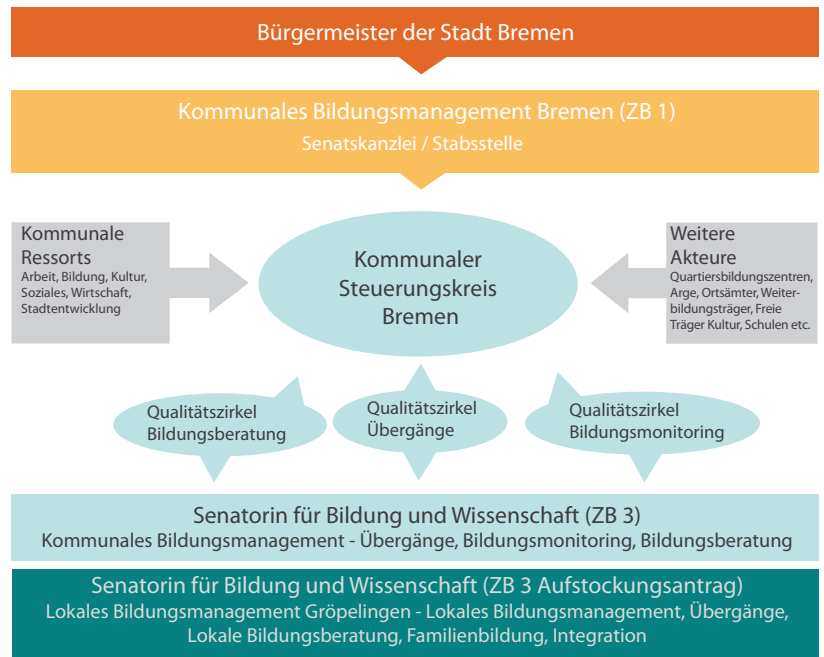 Bürgermeister der Stadt Bremen
Kommunales Bildungsmanagement Bremen (ZB 1)
Senatskanzlei / Stabsstelle
Kommunale
Ressorts
Arbeit, Bildung, Kultur,
Soziales, Wirtschaft,
Stadtentwicklung
Kommunaler
Steuerungskreis
Bremen
Weitere
Akteure
Quartiersbildungszentren,
Arge, Ortsämter, Weiter-
bildungsträger, Freie
Träger Kultur, Schulen etc.
Qualitätszirkel
Bildungsberatung
Qualitätszirkel
Übergänge
Qualitätszirkel
Bildungsmonitoring
Senatorin für Bildung und Wissenschaft (ZB 3)
Kommunales Bildungsmanagement - Übergänge, Bildungsmonitoring, Bildungsberatung
Senatorin für Bildung und Wissenschaft (ZB 3 Aufstockungsantrag)
Lokales Bildungsmanagement Gröpelingen - Lokales Bildungsmanagement, Übergänge,
Lokale Bildungsberatung, Familienbildung, Integration